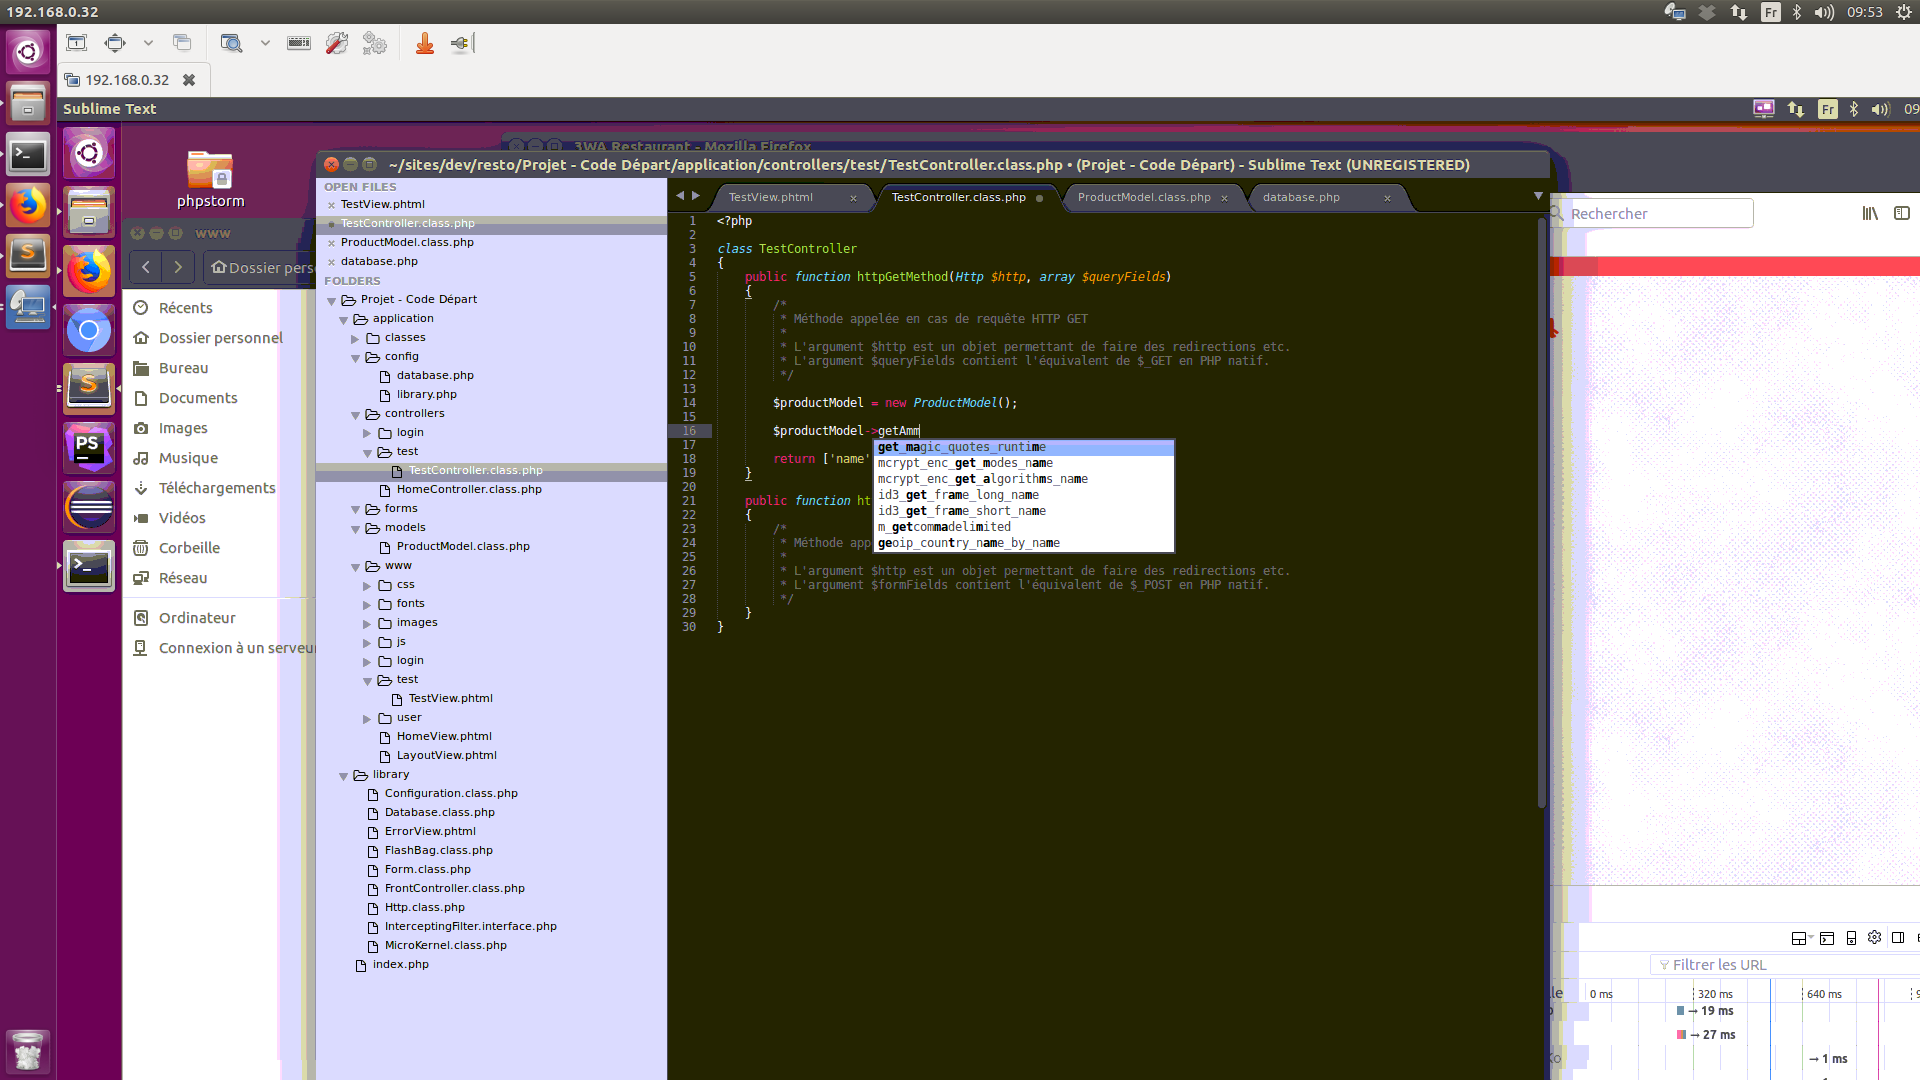 192.168.0.32
Fr
09:53
192.168.0.32
Sublime Text
Fr
09
phpstorm
3WA Restaurant - Mozilla Firefox
~/sites/dev/resto/Projet - Code Départ/application/controllers/test/TestController.class.php • (Projet - Code Départ) - Sublime Text (UNREGISTERED)
www
Dossier pers
Récents
Dossier personnel
Bureau
Documents
Images
Musique
Téléchargements
Vidéos
Corbeille
Réseau
Ordinateur
Connexion à un serveu
OPEN FILES
TestView.phtml
TestController.class.php
ProductModel.class.php
database.php
FOLDERS
Projet - Code Départ
application
classes
config
database.php
library.php
controllers
login
test
TestController.class.php
HomeController.class.php
forms
models
ProductModel.class.php
www
css
fonts
images
js
login
test
TestView.phtml
user
HomeView.phtml
LayoutView.phtml
library
Configuration.class.php
Database.class.php
ErrorView.phtml
FlashBag.class.php
Form.class.php
FrontController.class.php
Http.class.php
InterceptingFilter.interface.php
MicroKernel.class.php
index.php
TestView.phtml
TestController.class.php
ProductModel.class.php
database.php
1 <?php
2
3 class TestController
4 {
5 public function httpGetMethod(Http $http, array $queryFields)
6 {
7 /*
8 * Méthode appelée en cas de requête HTTP GET
9 *
10 * L'argument $http est un objet permettant de faire des redirections etc.
11 * L'argument $queryFields contient l'équivalent de $_GET en PHP natif.
12 */
13
14 $productModel = new ProductModel();
15
16 $productModel->getAmm
17
18 return ['name'
19 }
20
21 public function ht
22 {
23 /*
24 * Méthode app
25 *
26 * L'argument $http est un objet permettant de faire des redirections etc.
27 * L'argument $formFields contient l'équivalent de $_POST en PHP natif.
28 */
29 }
30 }
get_magic_quotes_runtime
mcrypt_enc_get_modes_name
mcrypt_enc_get_algorithms_name
id3_get_frame_long_name
id3_get_frame_short_name
m_getcommadelimited
geoip_country_name_by_name
PS
Rechercher
Filtrer les URL
lle
0 ms
320 ms
640 ms
→ 19 ms
→ 27 ms
Ko
→ 1 ms